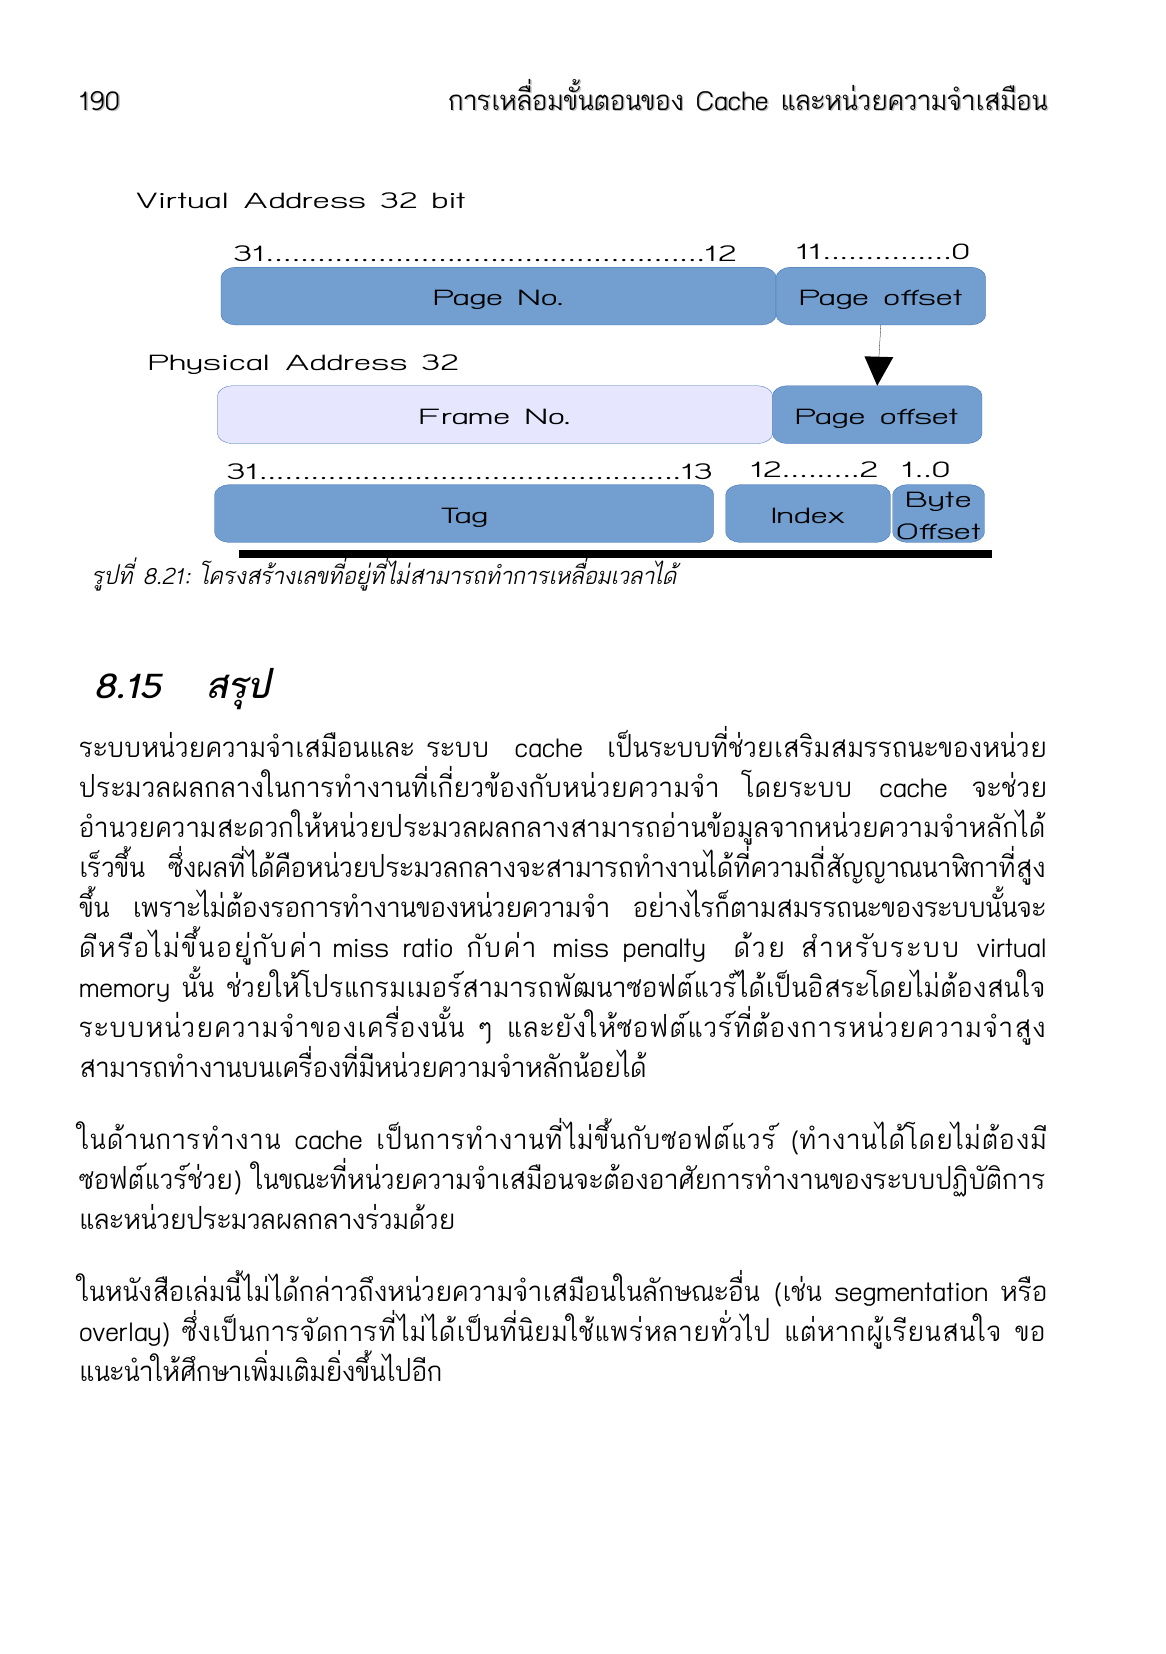 190 การเหลื่อมขั้นตอนของ Cache และหน่วยความจำเสมือน
Virtual Address 32 bit
31...................................................12 11...............0
Page No. Page offset
Physical Address 32
Frame No. Page offset
31.................................................13 12.........2 1..0
Tag Index Byte Offset
รูปที่ 8.21: โครงสร้างเลขที่อยู่ที่ไม่สามารถทำการเหลื่อมเวลาได้
8.15 สรุป
ระบบหน่วยความจำเสมือนและ ระบบ cache เป็นระบบที่ช่วยเสริมสมรรถนะของหน่วย
ประมวลผลกลางในการทำงานที่เกี่ยวข้องกับหน่วยความจำ โดยระบบ cache จะช่วย
อำนวยความสะดวกให้หน่วยประมวลผลกลางสามารถอ่านข้อมูลจากหน่วยความจำหลักได้
เร็วขึ้น ซึ่งผลที่ได้คือหน่วยประมวลกลางจะสามารถทำงานได้ที่ความถี่สัญญาณนาฬิกาที่สูง
ขึ้น เพราะไม่ต้องรอการทำงานของหน่วยความจำ อย่างไรก็ตามสมรรถนะของระบบนั้นจะ
ดีหรือไม่ขึ้นอยู่กับค่า miss ratio กับค่า miss penalty ด้วย สำหรับระบบ virtual
memory นั้น ช่วยให้โปรแกรมเมอร์สามารถพัฒนาซอฟต์แวร์ได้เป็นอิสระโดยไม่ต้องสนใจ
ระบบหน่วยความจำของเครื่องนั้น ๆ และยังให้ซอฟต์แวร์ที่ต้องการหน่วยความจำสูง
สามารถทำงานบนเครื่องที่มีหน่วยความจำหลักน้อยได้
ในด้านการทำงาน cache เป็นการทำงานที่ไม่ขึ้นกับซอฟต์แวร์ (ทำงานได้โดยไม่ต้องมี
ซอฟต์แวร์ช่วย) ในขณะที่หน่วยความจำเสมือนจะต้องอาศัยการทำงานของระบบปฏิบัติการ
และหน่วยประมวลผลกลางร่วมด้วย
ในหนังสือเล่มนี้ไม่ได้กล่าวถึงหน่วยความจำเสมือนในลักษณะอื่น (เช่น segmentation หรือ
overlay) ซึ่งเป็นการจัดการที่ไม่ได้เป็นที่นิยมใช้แพร่หลายทั่วไป แต่หากผู้เรียนสนใจ ขอ
แนะนำให้ศึกษาเพิ่มเติมยิ่งขึ้นไปอีก